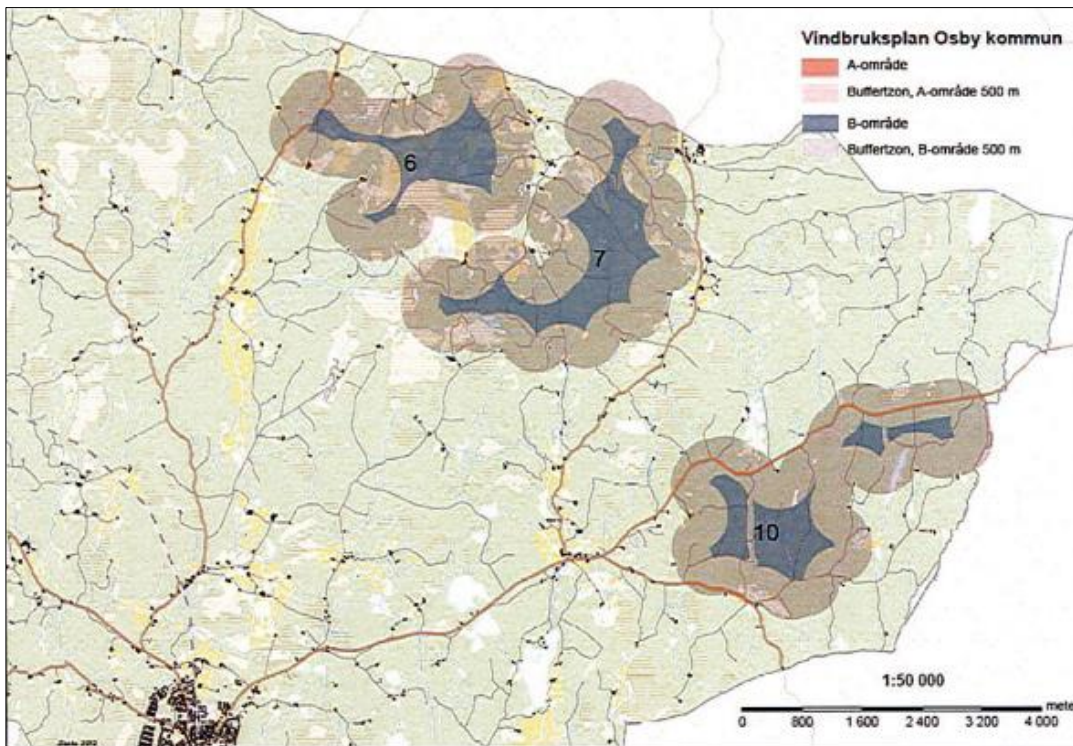 Vindbruksplan Osby kommun
A-område
Buffertzon, A-område 500 m
B-område
Buffertzon, B-område 500 m
6
7
10
1:50 000
mete
0 800 1 600 2 400 3 200 4 000